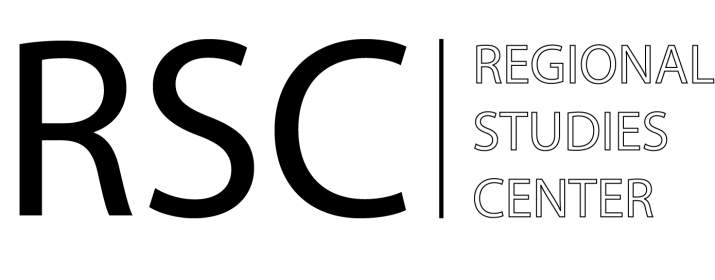 RSC
REGIONAL
STUDIES
CENTER